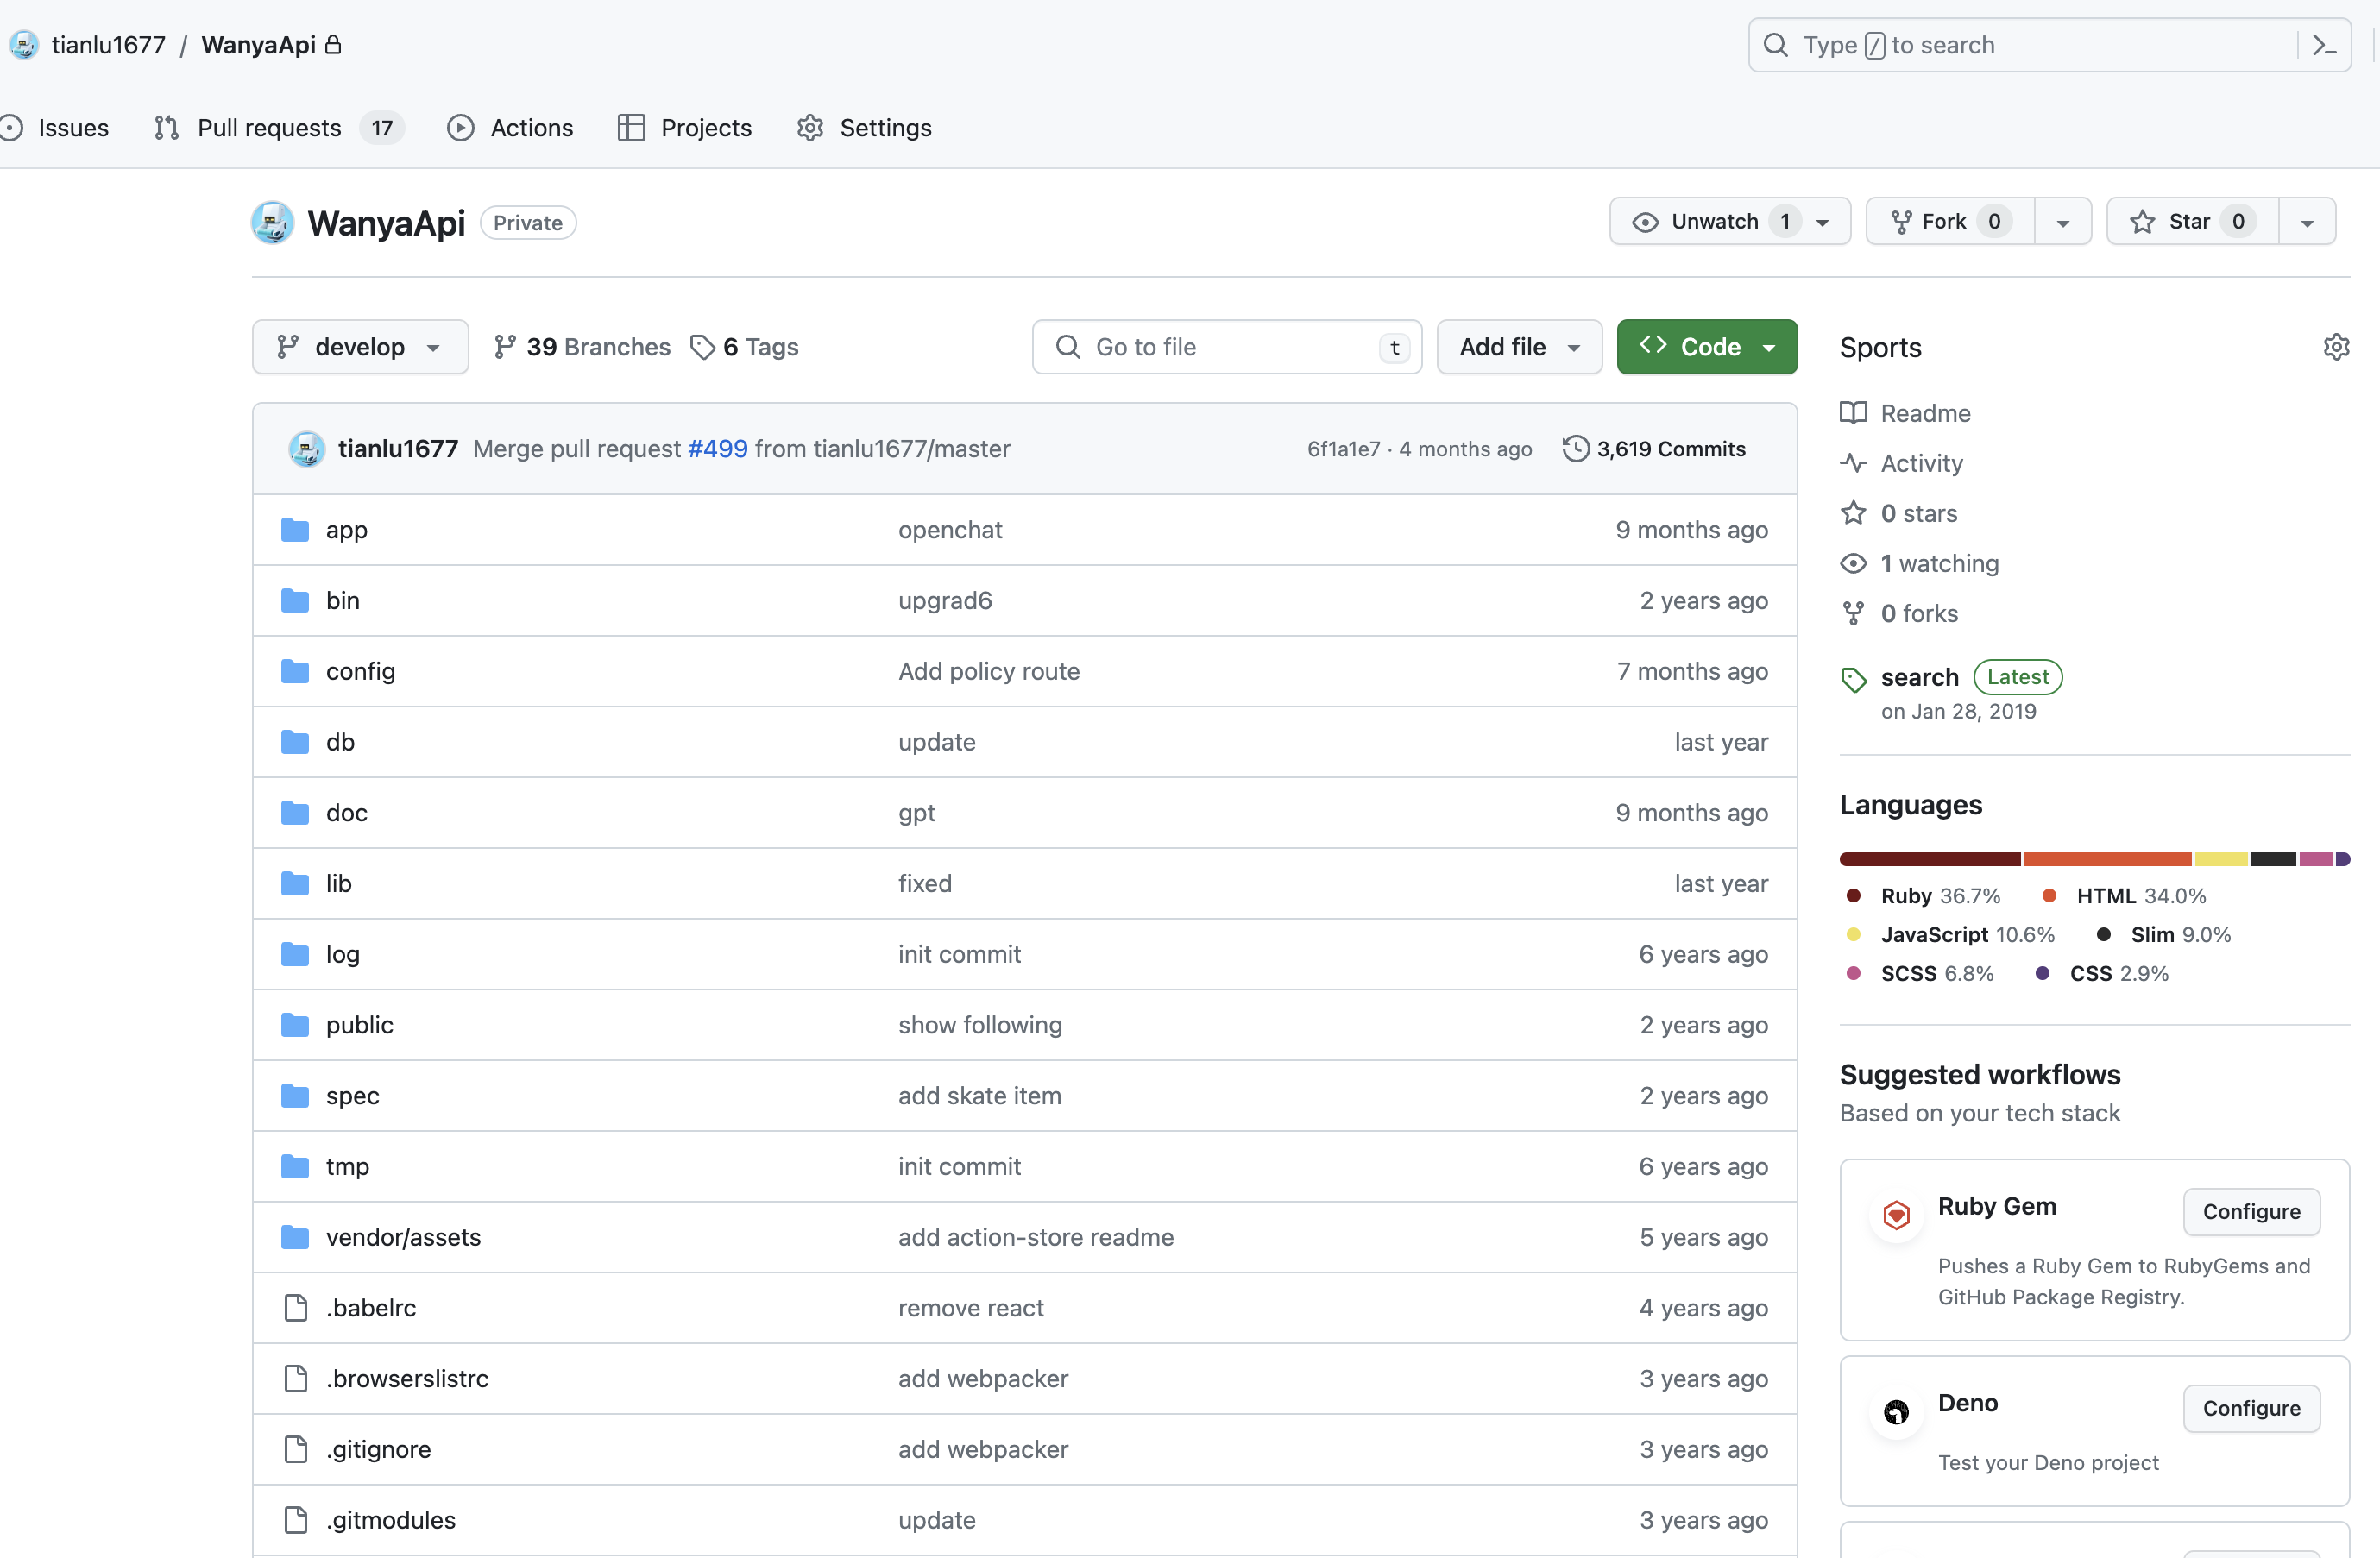 tianlu1677 / WanyaApi
Type / to search
Issues
Pull requests 17
Actions
Projects
Settings
WanyaApi Private
Unwatch 1
Fork 0
Star 0
develop
39 Branches
6 Tags
Go to file t
Add file
Code
tianlu1677 Merge pull request #499 from tianlu1677/master
6f1a1e7 · 4 months ago
3,619 Commits
app openchat 9 months ago
bin upgrad6 2 years ago
config Add policy route 7 months ago
db update last year
doc gpt 9 months ago
lib fixed last year
log init commit 6 years ago
public show following 2 years ago
spec add skate item 2 years ago
tmp init commit 6 years ago
vendor/assets add action-store readme 5 years ago
.babelrc remove react 4 years ago
.browserslistrc add webpacker 3 years ago
.gitignore add webpacker 3 years ago
.gitmodules update 3 years ago
Sports
Readme
Activity
0 stars
1 watching
0 forks
search Latest
on Jan 28, 2019
Languages
Ruby 36.7% HTML 34.0%
JavaScript 10.6% Slim 9.0%
SCSS 6.8% CSS 2.9%
Suggested workflows
Based on your tech stack
Ruby Gem Configure
Pushes a Ruby Gem to RubyGems and
GitHub Package Registry.
Deno Configure
Test your Deno project